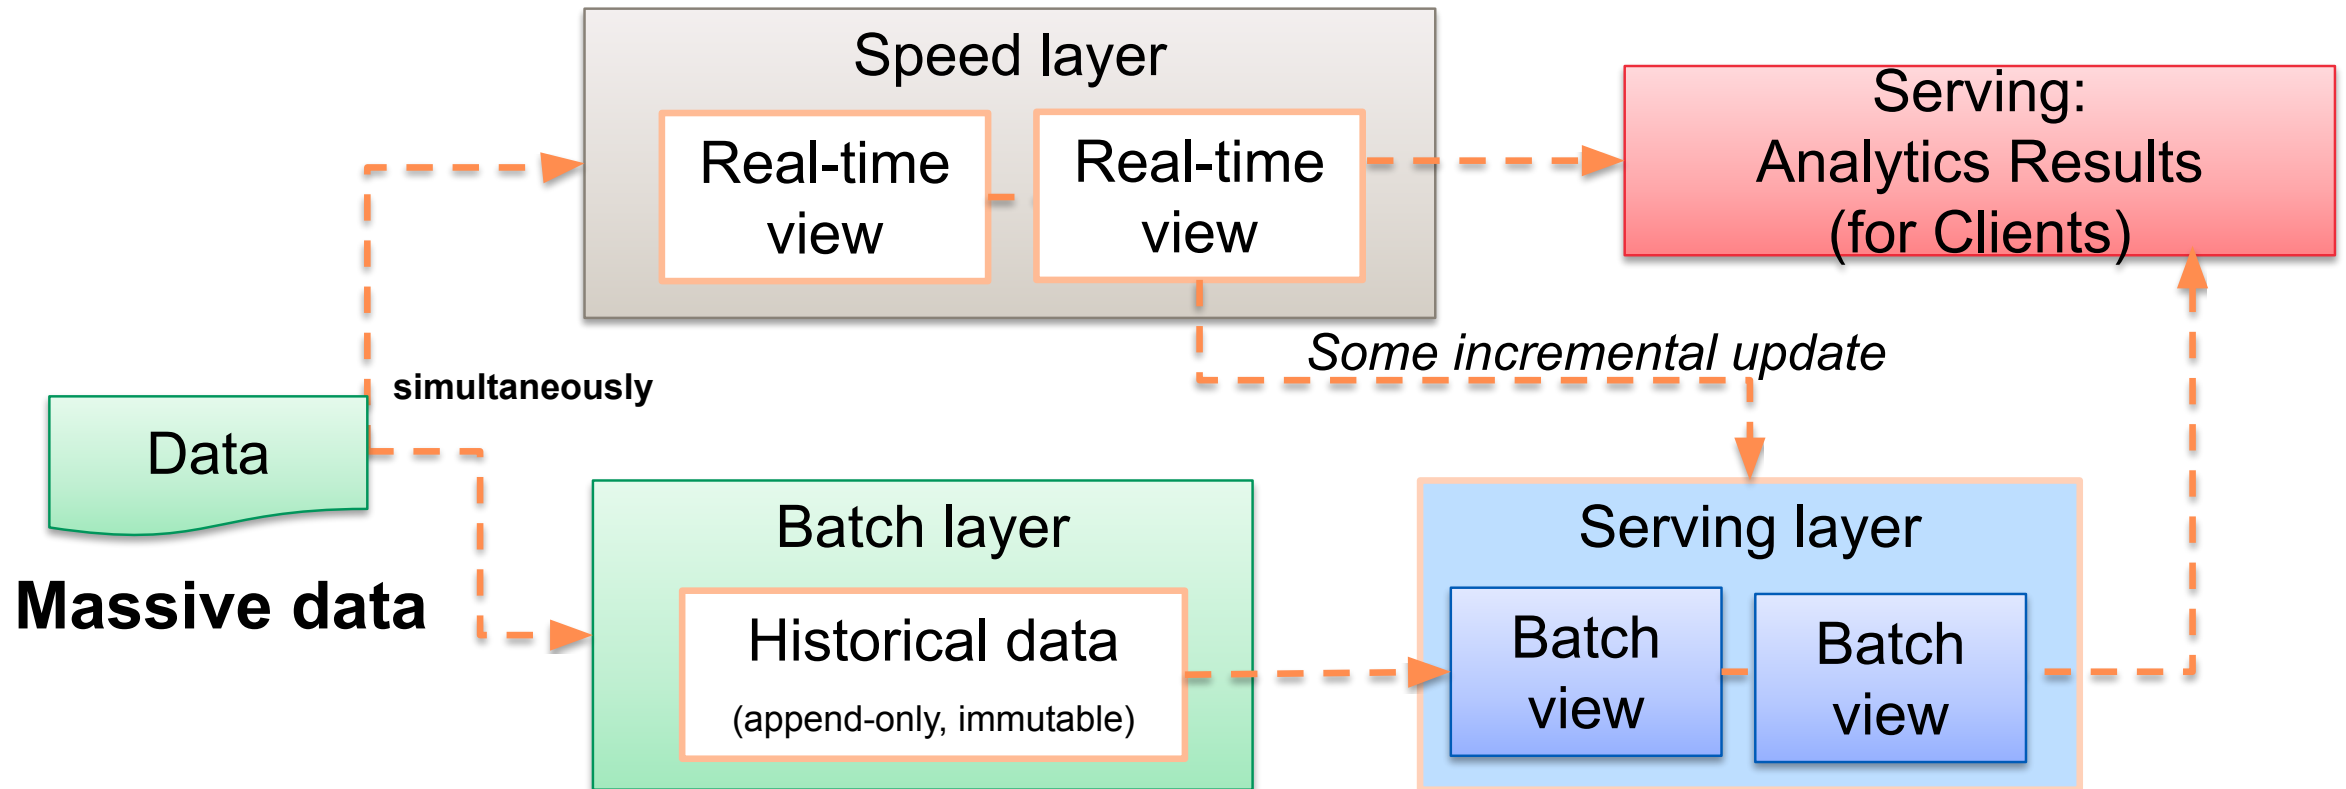 Speed layer
Real-time
view
Real-time
view
Serving:
Analytics Results
(for Clients)
Some incremental update
simultaneously
Data
Massive data
Batch layer
Historical data
(append-only, immutable)
Serving layer
Batch
view
Batch
view